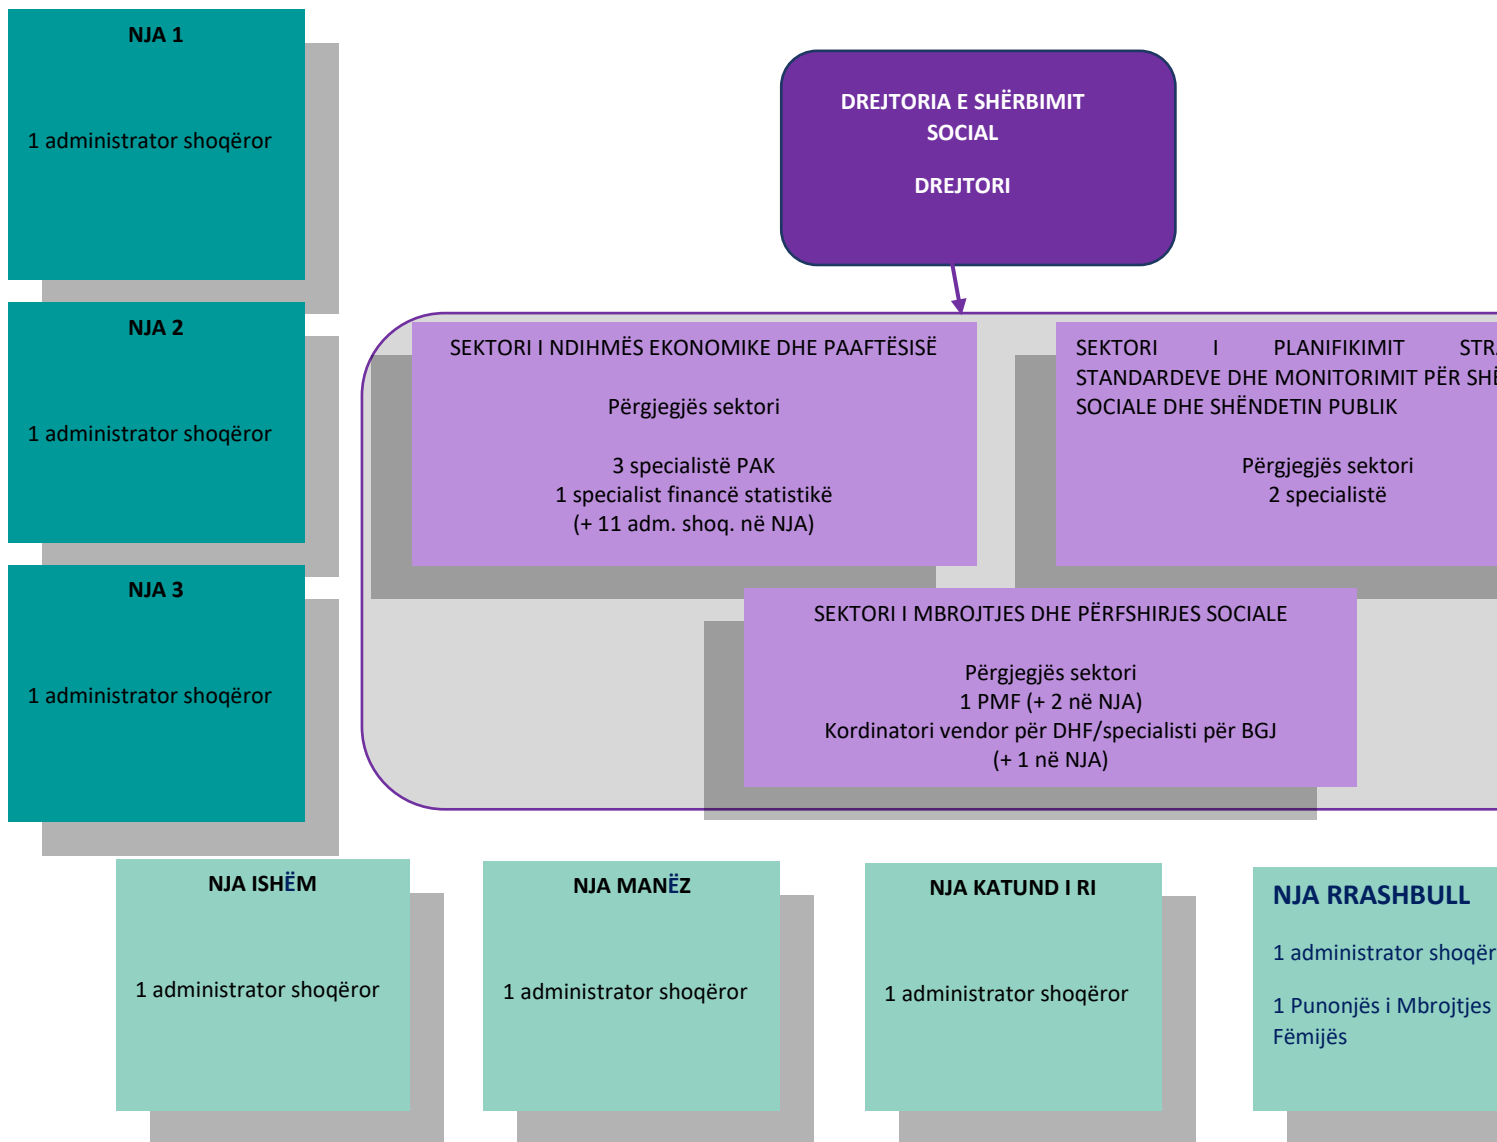 NJA 1
1 administrator shoqëror
DREJTORIA E SHËRBIMIT
SOCIAL
DREJTORI
NJA 2
1 administrator shoqëror
SEKTORI I NDIHMËS EKONOMIKE DHE PAAFTËSISË
Përgjegjës sektori
3 specialistë PAK
1 specialist financë statistikë
(+ 11 adm. shoq. në NJA)
SEKTORI I PLANIFIKIMIT
STANDARDEVE DHE MONITORIMIT PËR
SOCIALE DHE SHËNDETIN PUBLIK
Përgjegjës sektori
2 specialistë
NJA 3
1 administrator shoqëror
SEKTORI I MBROJTJES DHE PËRFSHIRJES SOCIALE
Përgjegjës sektori
1 PMF (+ 2 në NJA)
Kordinatori vendor për DHF/specialisti për BGJ
(+ 1 në NJA)
NJA ISHËM
1 administrator shoqëror
NJA MANËZ
1 administrator shoqëror
NJA KATUND I RI
1 administrator shoqëror
NJA RRASHBULL
1 administrator
1 Punonjës i Mbrojtjes
Fëmijës